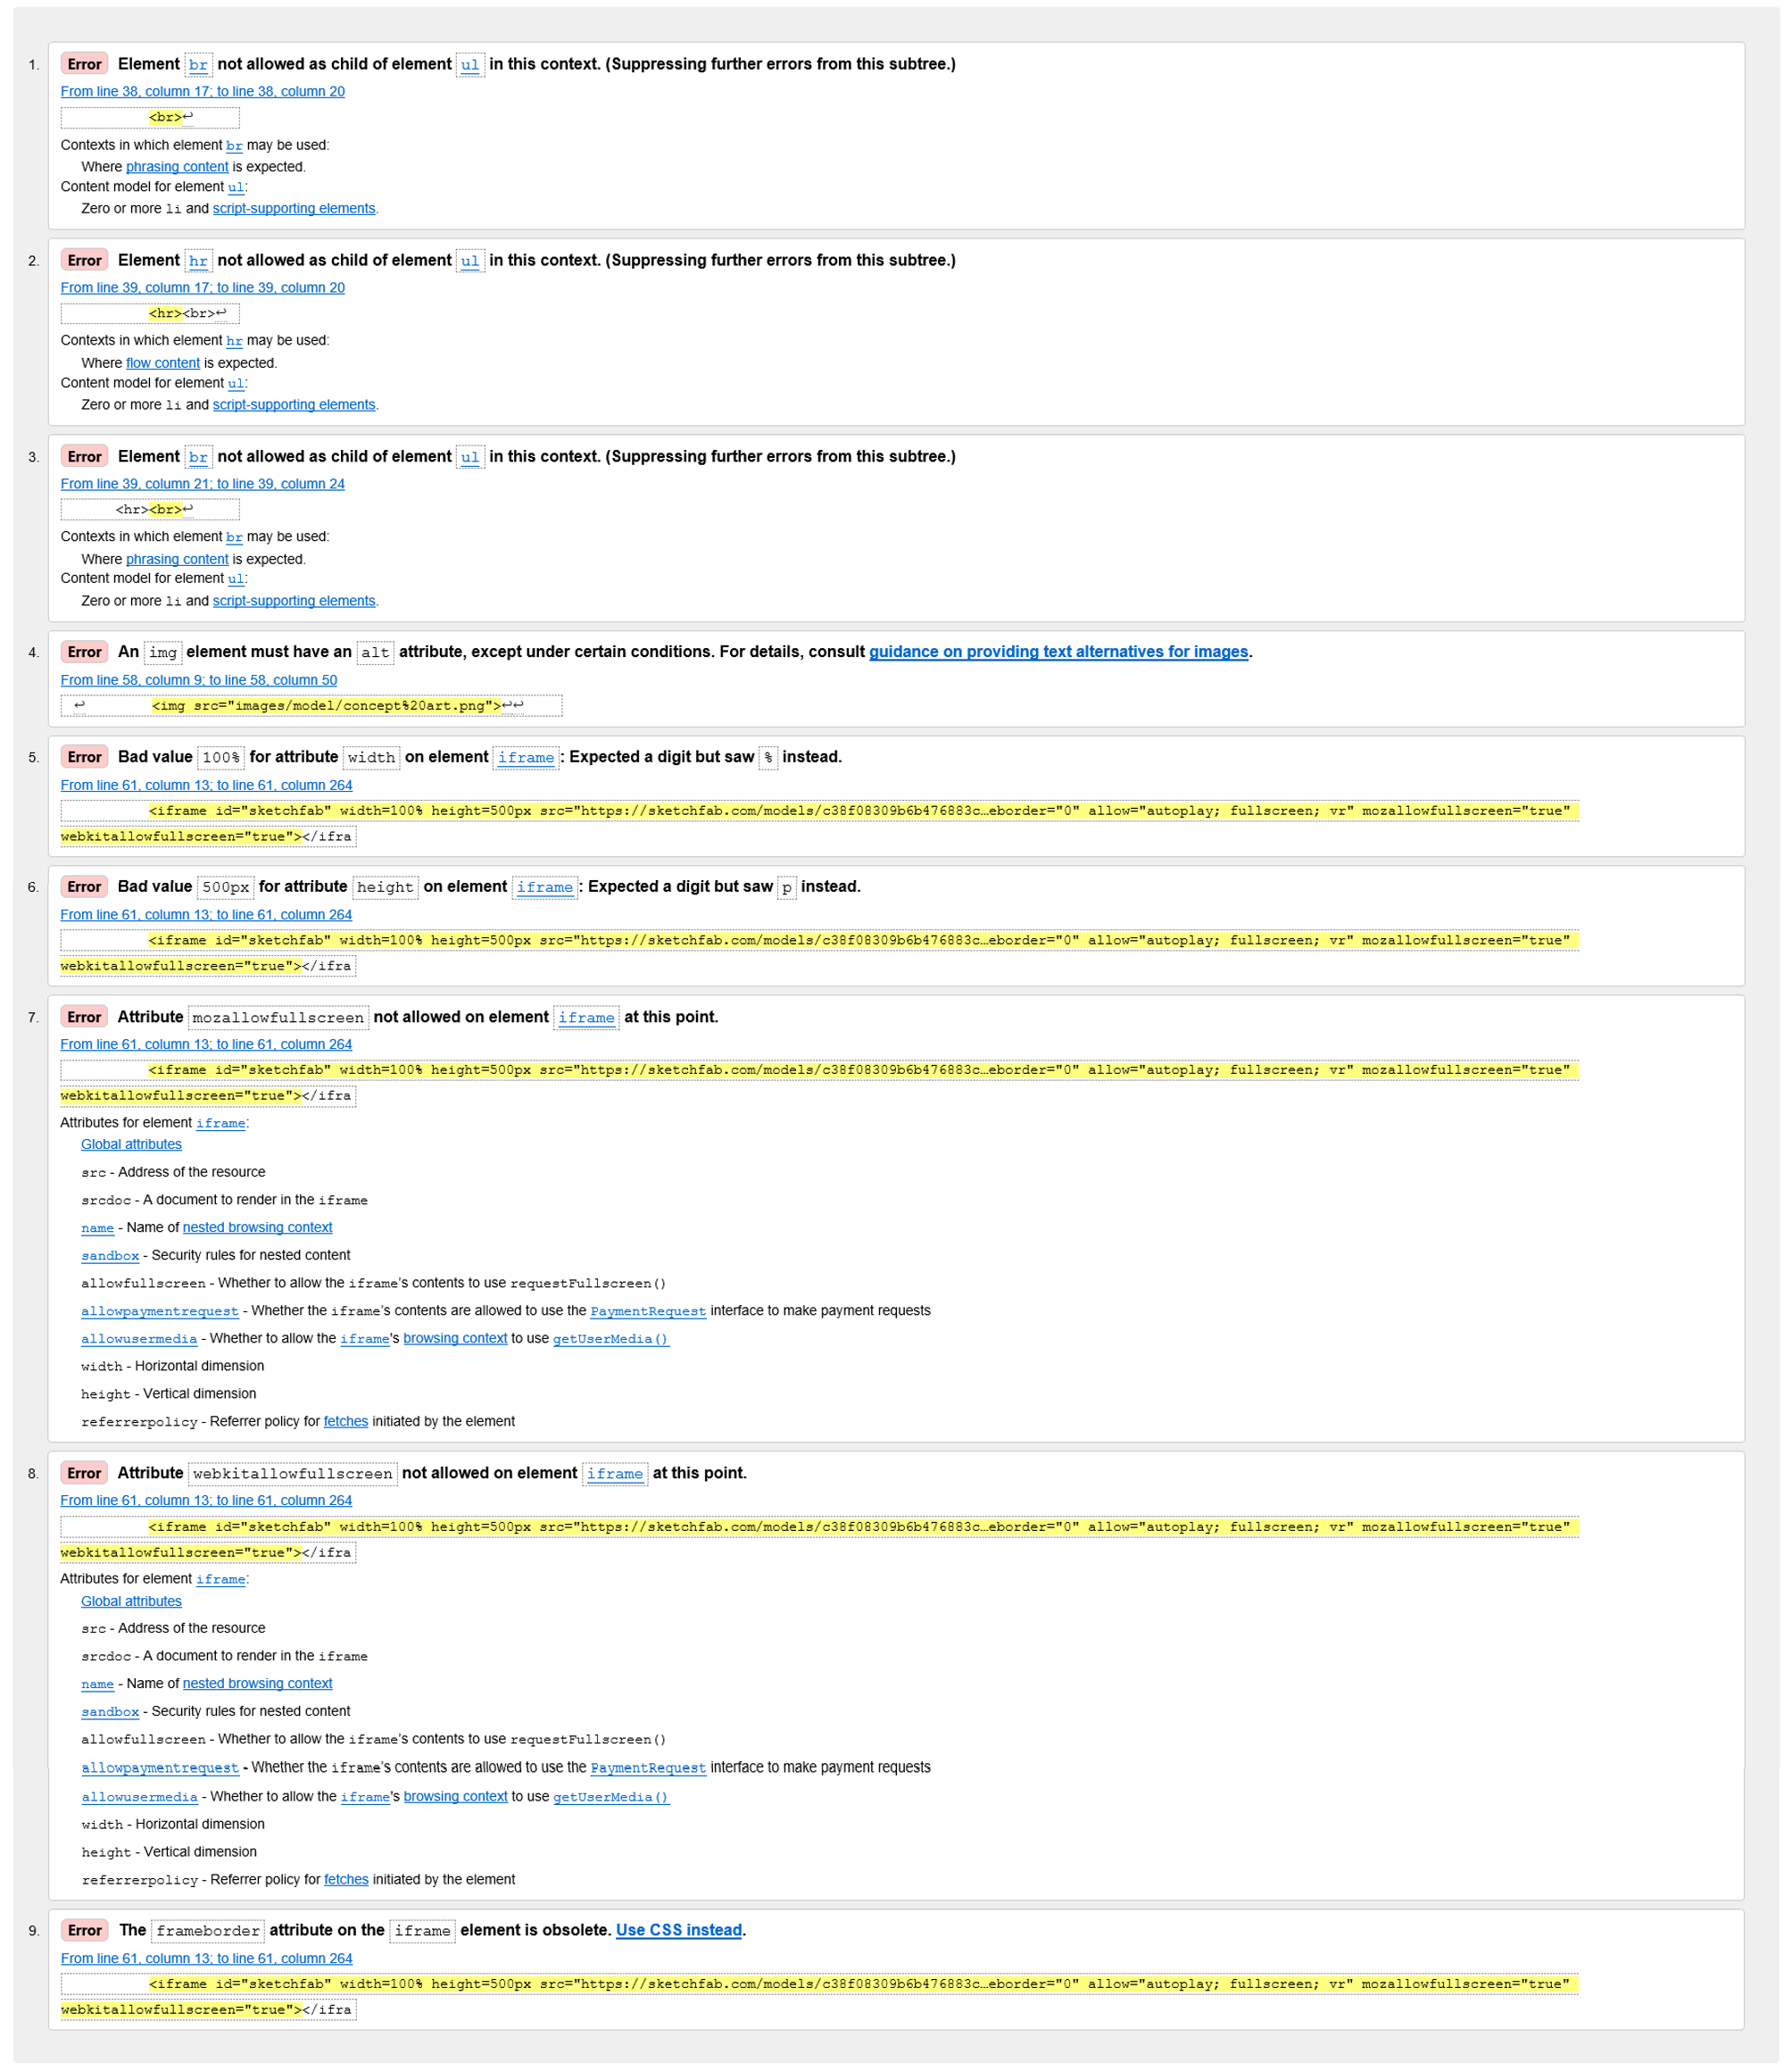 1. Error Element br not allowed as child of element ul in this context. (Suppressing further errors from this subtree.)
From line 38, column 17; to line 38, column 20
<br>↩
Contexts in which element br may be used:
Where phrasing content is expected.
Content model for element ul:
Zero or more li and script-supporting elements.
2. Error Element hr not allowed as child of element ul in this context. (Suppressing further errors from this subtree.)
From line 39, column 17; to line 39, column 20
<hr><br>↩
Contexts in which element hr may be used:
Where flow content is expected.
Content model for element ul:
Zero or more li and script-supporting elements.
3. Error Element br not allowed as child of element ul in this context. (Suppressing further errors from this subtree.)
From line 39, column 21; to line 39, column 24
<hr><br>↩
Contexts in which element br may be used:
Where phrasing content is expected.
Content model for element ul:
Zero or more li and script-supporting elements.
4. Error An img element must have an alt attribute, except under certain conditions. For details, consult guidance on providing text alternatives for images.
From line 58, column 9; to line 58, column 50
↩ <img src="images/model/concept%20art.png">↩↩
5. Error Bad value 100% for attribute width on element iframe: Expected a digit but saw % instead.
From line 61, column 13; to line 61, column 264
<iframe id="sketchfab" width=100% height=500px src="https://sketchfab.com/models/c38f08309b6b476883c…eborder="0" allow="autoplay; fullscreen; vr" mozallowfullscreen="true"
webkitallowfullscreen="true"></ifra
6. Error Bad value 500px for attribute height on element iframe: Expected a digit but saw p instead.
From line 61, column 13; to line 61, column 264
<iframe id="sketchfab" width=100% height=500px src="https://sketchfab.com/models/c38f08309b6b476883c…eborder="0" allow="autoplay; fullscreen; vr" mozallowfullscreen="true"
webkitallowfullscreen="true"></ifra
7. Error Attribute mozallowfullscreen not allowed on element iframe at this point.
From line 61, column 13; to line 61, column 264
<iframe id="sketchfab" width=100% height=500px src="https://sketchfab.com/models/c38f08309b6b476883c…eborder="0" allow="autoplay; fullscreen; vr" mozallowfullscreen="true"
webkitallowfullscreen="true"></ifra
Attributes for element iframe:
Global attributes
src - Address of the resource
srcdoc - A document to render in the iframe
name - Name of nested browsing context
sandbox - Security rules for nested content
allowfullscreen - Whether to allow the iframe's contents to use requestFullscreen()
allowpaymentrequest - Whether the iframe's contents are allowed to use the PaymentRequest interface to make payment requests
allowusermedia - Whether to allow the iframe's browsing context to use getUserMedia()
width - Horizontal dimension
height - Vertical dimension
referrerpolicy - Referrer policy for fetches initiated by the element
8. Error Attribute webkitallowfullscreen not allowed on element iframe at this point.
From line 61, column 13; to line 61, column 264
<iframe id="sketchfab" width=100% height=500px src="https://sketchfab.com/models/c38f08309b6b476883c…eborder="0" allow="autoplay; fullscreen; vr" mozallowfullscreen="true"
webkitallowfullscreen="true"></ifra
Attributes for element iframe:
Global attributes
src - Address of the resource
srcdoc - A document to render in the iframe
name - Name of nested browsing context
sandbox - Security rules for nested content
allowfullscreen - Whether to allow the iframe's contents to use requestFullscreen()
allowpaymentrequest - Whether the iframe's contents are allowed to use the PaymentRequest interface to make payment requests
allowusermedia - Whether to allow the iframe's browsing context to use getUserMedia()
width - Horizontal dimension
height - Vertical dimension
referrerpolicy - Referrer policy for fetches initiated by the element
9. Error The frameborder attribute on the iframe element is obsolete. Use CSS instead.
From line 61, column 13; to line 61, column 264
<iframe id="sketchfab" width=100% height=500px src="https://sketchfab.com/models/c38f08309b6b476883c…eborder="0" allow="autoplay; fullscreen; vr" mozallowfullscreen="true"
webkitallowfullscreen="true"></ifra